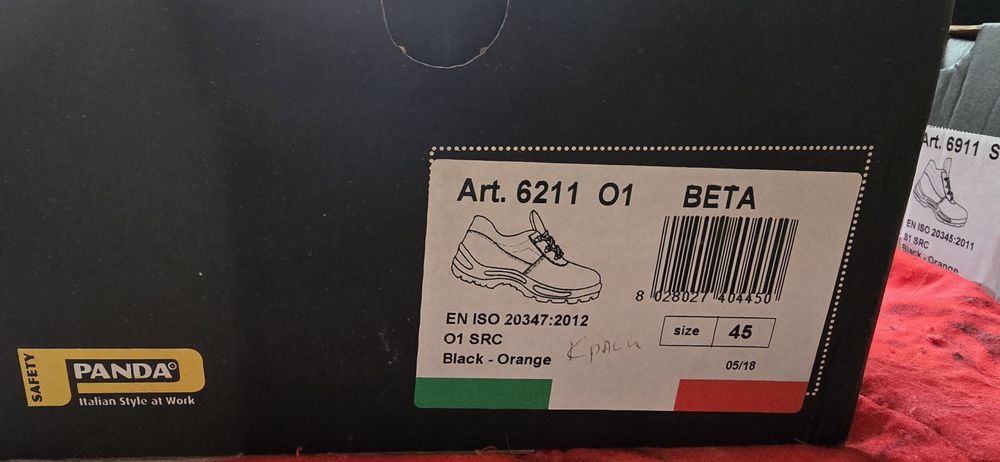 Art. 6211 O1 BETA
8 028027 404450
EN ISO 20347:2012
O1 SRC
Black - Orange
size 45
05/18
SAFETY
PANDA
Italian Style at Work
Art. 6911 S
EN ISO 20345:2011
S1 SRC
Black - Orange